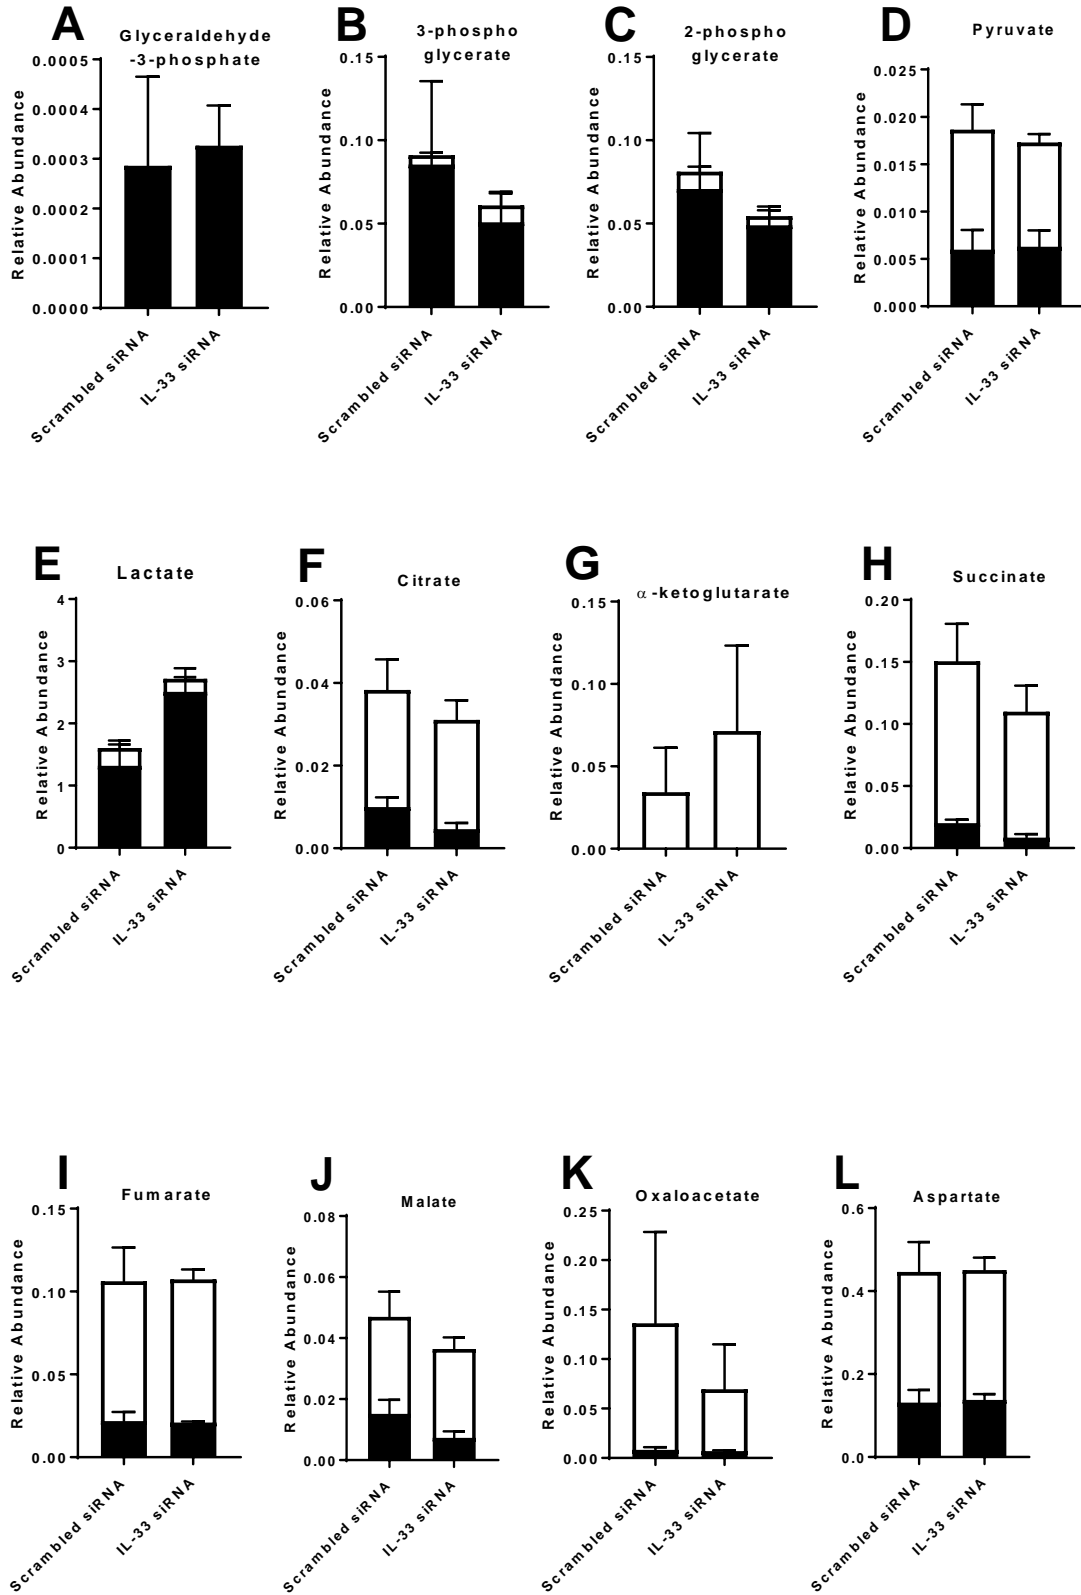 A
Glyceraldehyde
-3-phosphate
Relative Abundance
0.0005
0.0004
0.0003
0.0002
0.0001
0.0000
Scrambled siRNA
IL-33 siRNA
B
3-phospho
glycerate
Relative Abundance
0.15
0.10
0.05
0.00
Scrambled siRNA
IL-33 siRNA
C
2-phospho
glycerate
Relative Abundance
0.15
0.10
0.05
0.00
Scrambled siRNA
IL-33 siRNA
D
Pyruvate
Relative Abundance
0.025
0.020
0.015
0.010
0.005
0.000
Scrambled siRNA
IL-33 siRNA
E
Lactate
Relative Abundance
4
3
2
1
0
Scrambled siRNA
IL-33 siRNA
F
Citrate
Relative Abundance
0.06
0.04
0.02
0.00
Scrambled siRNA
IL-33 siRNA
G
α-ketoglutarate
Relative Abundance
0.15
0.10
0.05
0.00
Scrambled siRNA
IL-33 siRNA
H
Succinate
Relative Abundance
0.20
0.15
0.10
0.05
0.00
Scrambled siRNA
IL-33 siRNA
I
Fumarate
Relative Abundance
0.15
0.10
0.05
0.00
Scrambled siRNA
IL-33 siRNA
J
Malate
Relative Abundance
0.08
0.06
0.04
0.02
0.00
Scrambled siRNA
IL-33 siRNA
K
Oxaloacetate
Relative Abundance
0.25
0.20
0.15
0.10
0.05
0.00
Scrambled siRNA
IL-33 siRNA
L
Aspartate
Relative Abundance
0.6
0.4
0.2
0.0
Scrambled siRNA
IL-33 siRNA